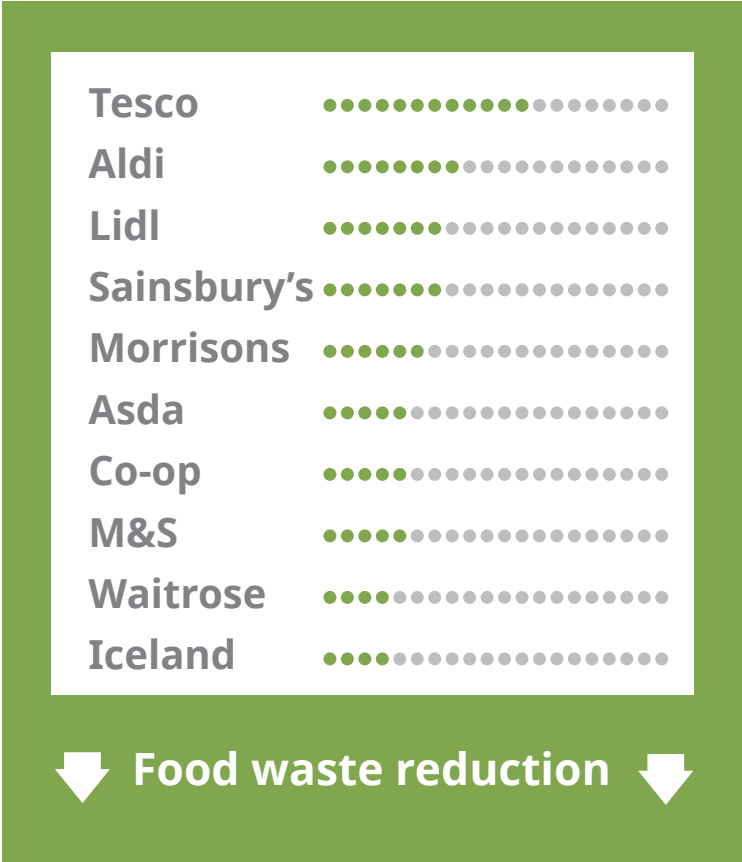 Tesco
Aldi
Lidl
Sainsbury’s
Morrisons
Asda
Co-op
M&S
Waitrose
Iceland
Food waste reduction